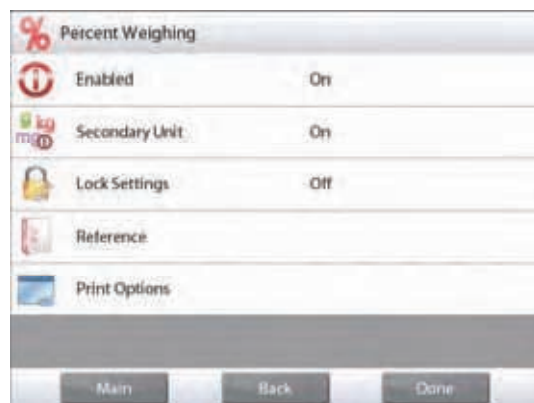 Percent Weighing
Enabled On
Secondary Unit On
Lock Settings Off
Reference
Print Options
Main Back Done